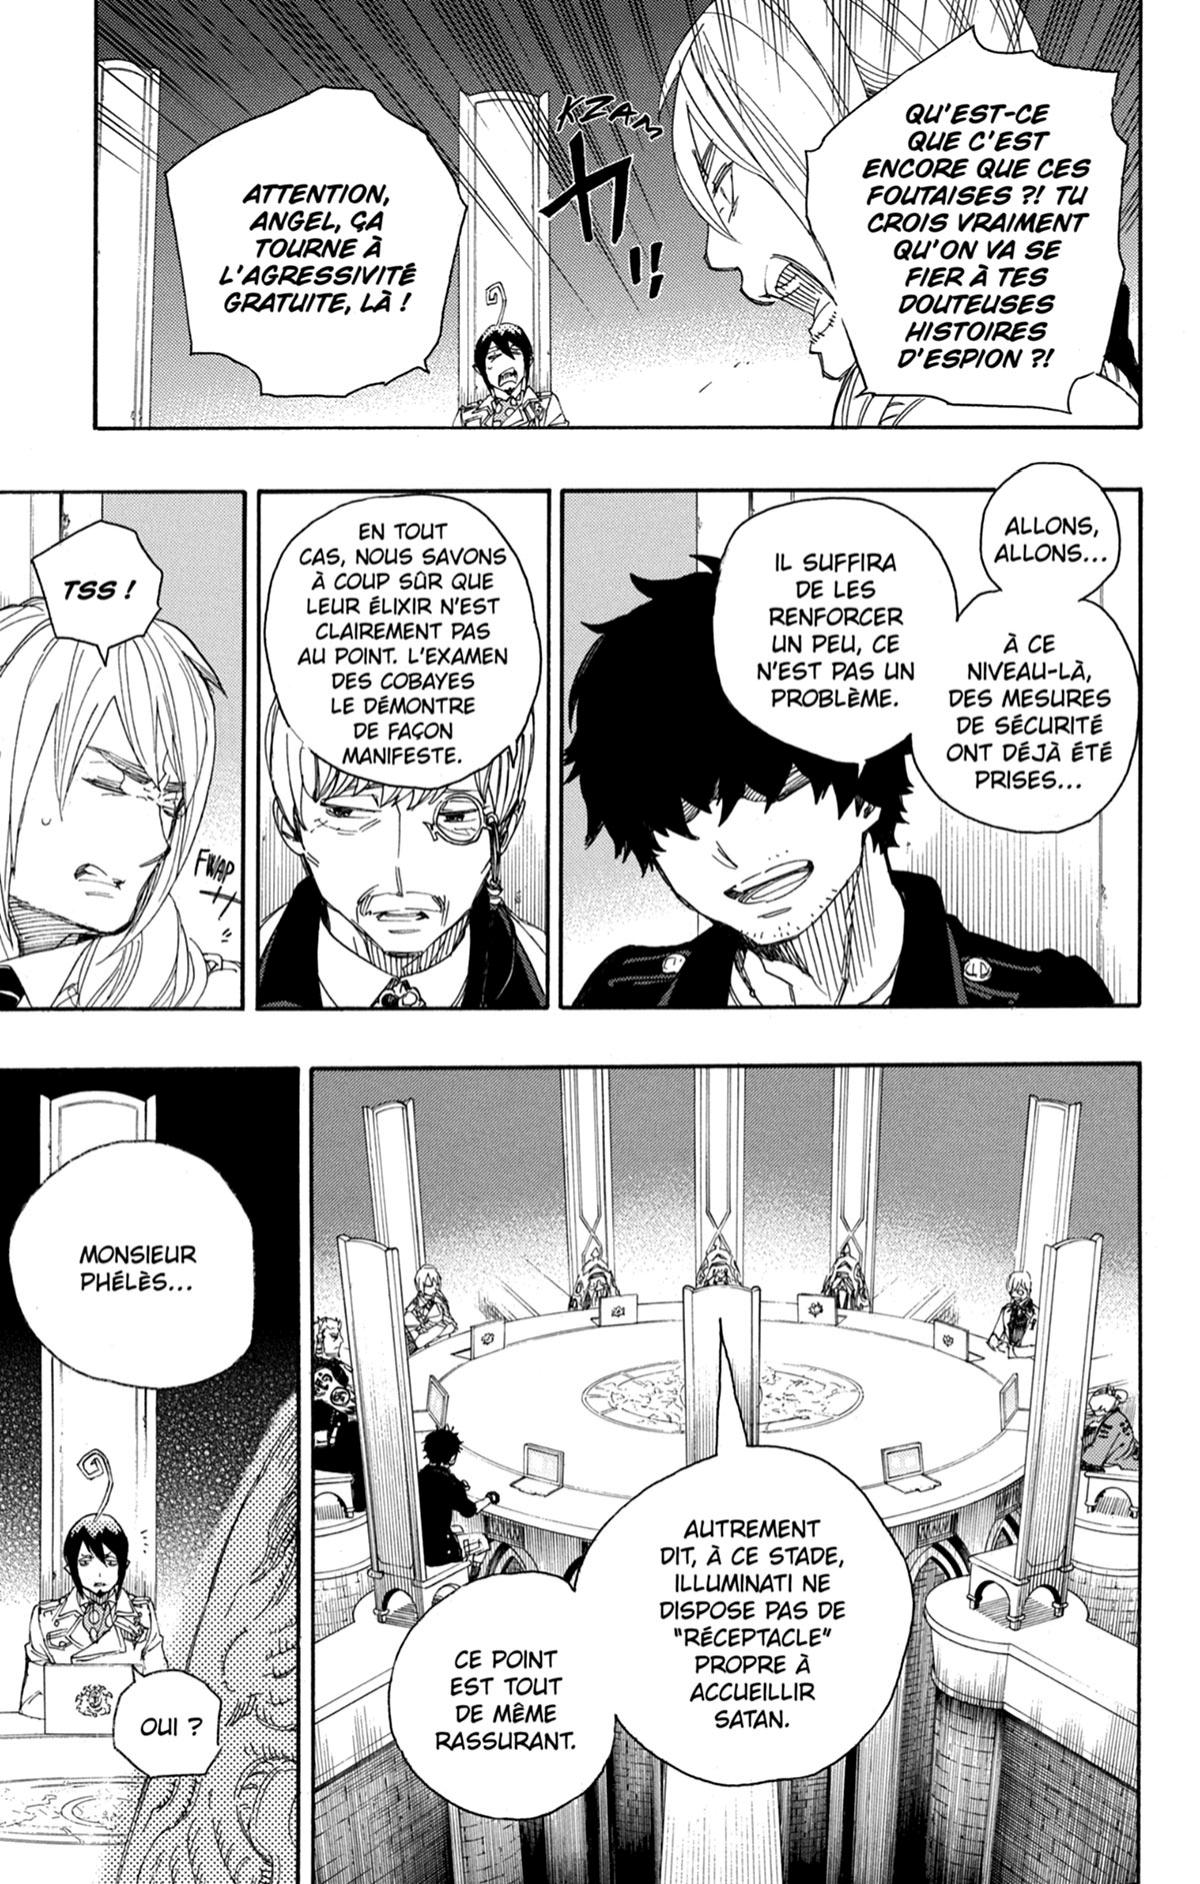 QU'EST-CE
QUE C'EST
ENCORE QUE CES
FOUTAISES ?! TU
CROIS VRAIMENT
QU'ON VA SE
FIER À TES
DOUTEUSES
HISTOIRES
D'ESPION ?!
KZAM
カッ!!
ATTENTION,
ANGEL, ÇA
TOURNE À
L'AGRESSIVITÉ
GRATUITE, LÀ !
ALLONS,
ALLONS...
À CE
NIVEAU-LÀ,
DES MESURES
DE SÉCURITÉ
ONT DÉJÀ ÉTÉ
PRISES...
IL SUFFIRA
DE LES
RENFORCER
UN PEU, CE
N'EST PAS UN
PROBLÈME.
EN TOUT
CAS, NOUS SAVONS
À COUP SÛR QUE
LEUR ÉLIXIR N'EST
CLAIREMENT PAS
AU POINT. L'EXAMEN
DES COBAYES
LE DÉMONTRE
DE FAÇON
MANIFESTE.
TSS !
FWAP
AUTREMENT
DIT, À CE STADE,
ILLUMINATI NE
DISPOSE PAS DE
"RÉCEPTACLE"
PROPRE À
ACCUEILLIR
SATAN.
CE POINT
EST TOUT
DE MÊME
RASSURANT.
MONSIEUR
PHÉLÈS...
OUI ?